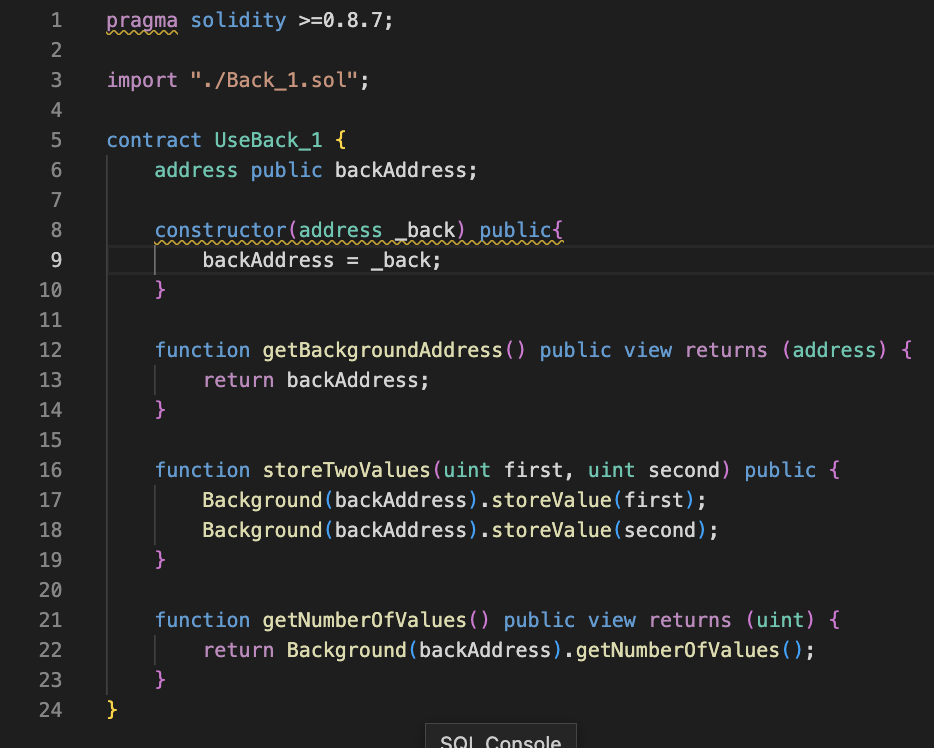 1 pragma solidity >=0.8.7;
2
3 import "./Back_1.sol";
4
5 contract UseBack_1 {
6 address public backAddress;
7
8 constructor(address _back) public{
9 backAddress = _back;
10 }
11
12 function getBackgroundAddress() public view returns (address) {
13 return backAddress;
14 }
15
16 function storeTwoValues(uint first, uint second) public {
17 Background(backAddress).storeValue(first);
18 Background(backAddress).storeValue(second);
19 }
20
21 function getNumberOfValues() public view returns (uint) {
22 return Background(backAddress).getNumberOfValues();
23 }
24 }
SQL Console